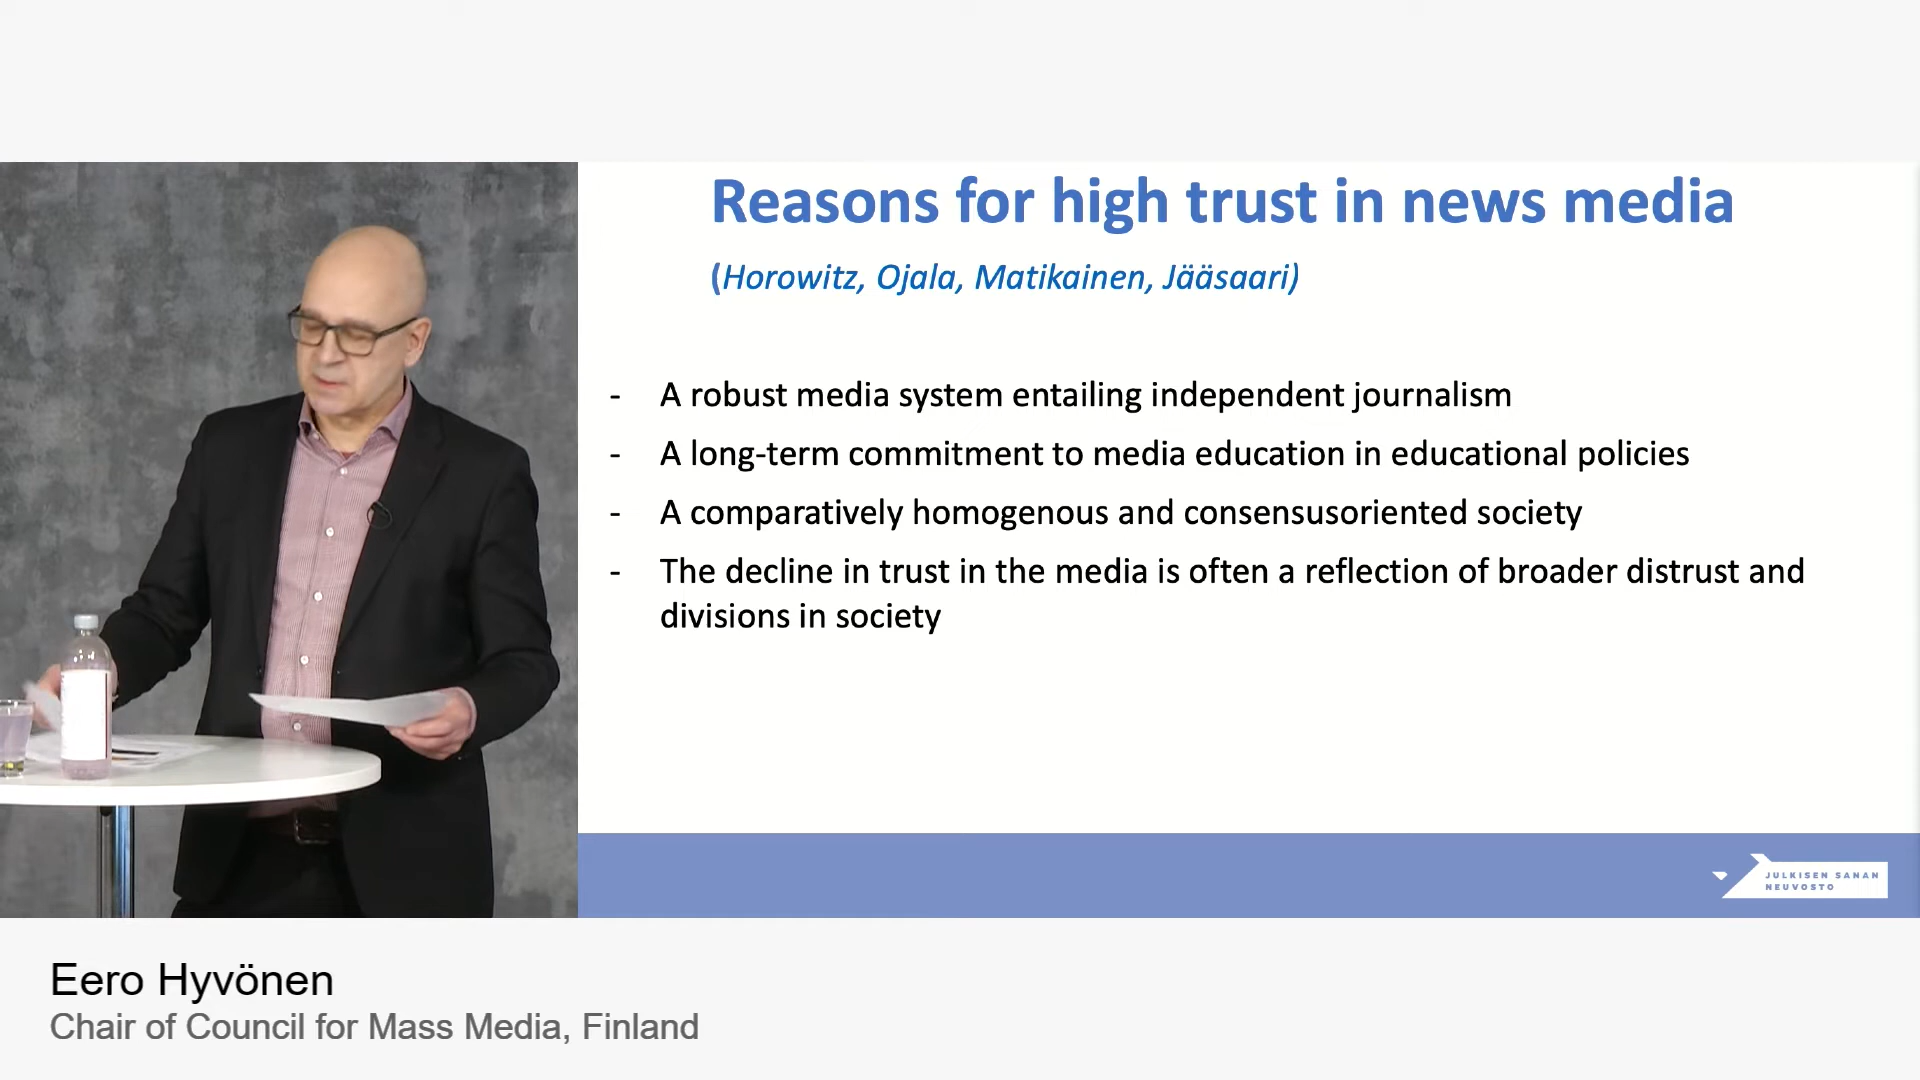 Reasons for high trust in news media
(Horowitz, Ojala, Matikainen, Jääsaari)
- A robust media system entailing independent journalism
- A long-term commitment to media education in educational policies
- A comparatively homogenous and consensusoriented society
- The decline in trust in the media is often a reflection of broader distrust and
divisions in society
JULKISEN SANAN
NEUVOSTO
Eero Hyvönen
Chair of Council for Mass Media, Finland